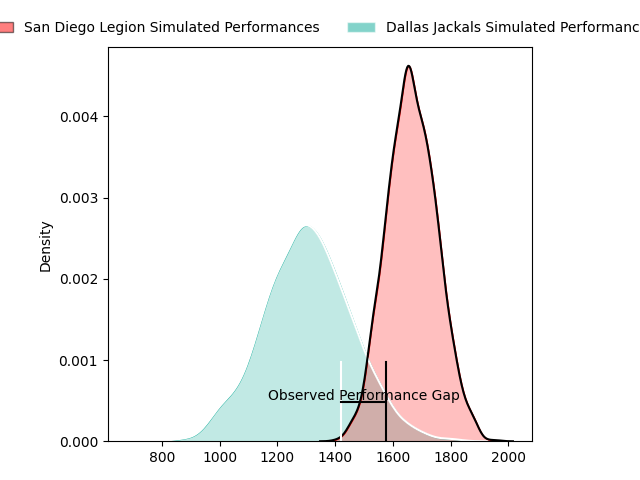 San Diego Legion Simulated Performances
Dallas Jackals Simulated Performanc
0.004
0.003
0.002
0.001
0.000
Density
Observed Performance Gap
800 1000 1200 1400 1600 1800 2000